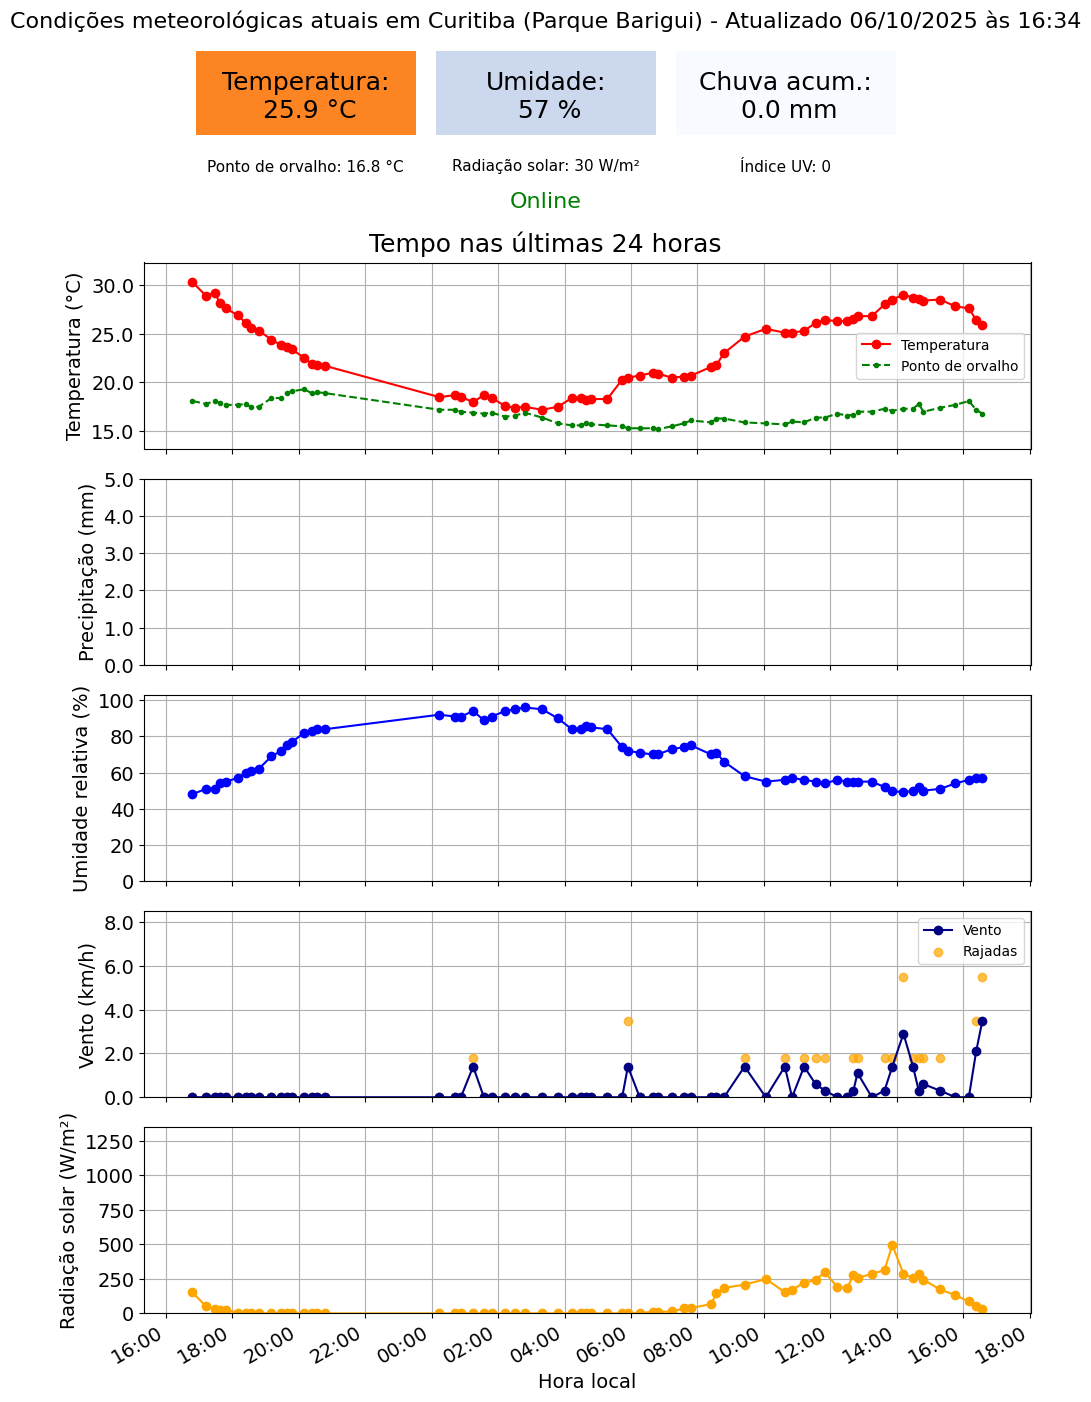 Condições meteorológicas atuais em Curitiba (Parque Barigui) - Atualizado 06/10/2025 às 16:34
Temperatura:
25.9 °C
Umidade:
57 %
Chuva acum.:
0.0 mm
Ponto de orvalho: 16.8 °C
Radiação solar: 30 W/m²
Índice UV: 0
Online
Tempo nas últimas 24 horas
Temperatura (°C)
30.0
25.0
20.0
15.0
Temperatura
Ponto de orvalho
Precipitação (mm)
5.0
4.0
3.0
2.0
1.0
0.0
Umidade relativa (%)
100
80
60
40
20
0
Vento (km/h)
8.0
6.0
4.0
2.0
0.0
Vento
Rajadas
Radiação solar (W/m²)
1250
1000
750
500
250
0
16:00 18:00 20:00 22:00 00:00 02:00 04:00 06:00 08:00 10:00 12:00 14:00 16:00 18:00
Hora local